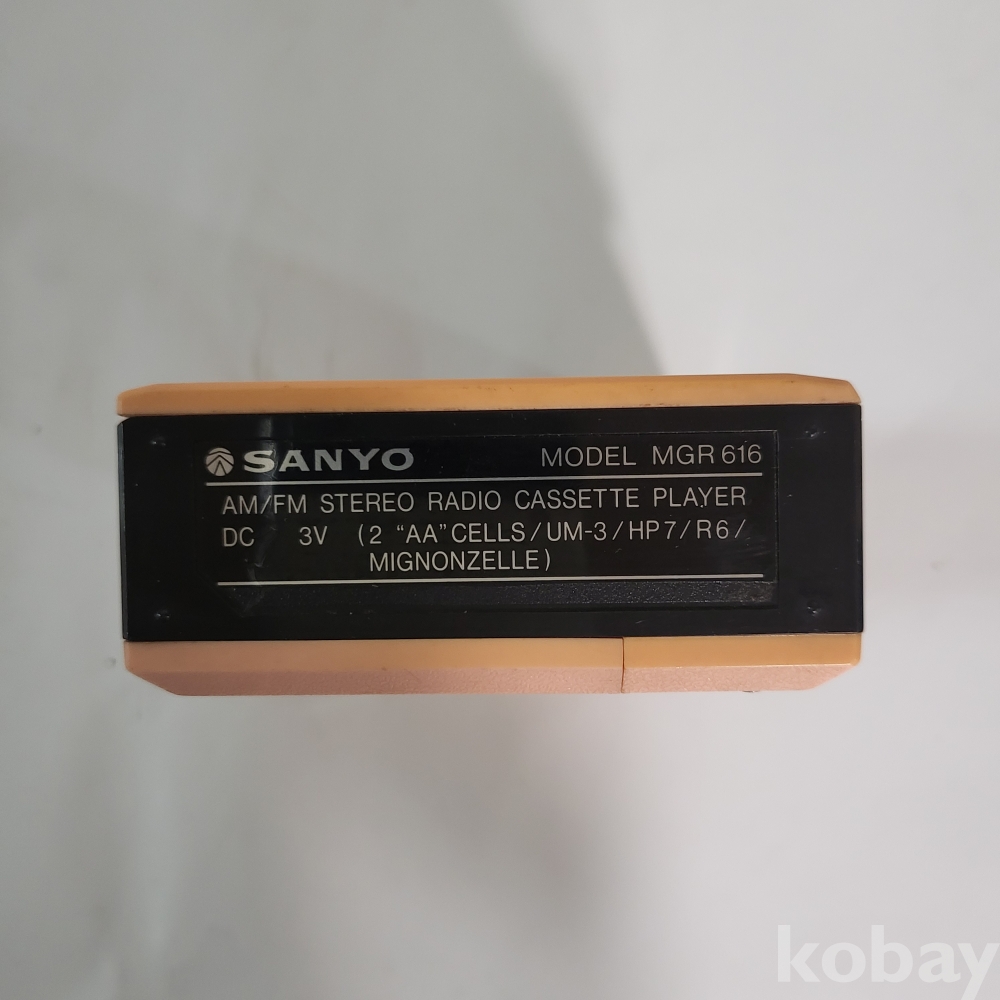 SANYO MODEL MGR 616
AM/FM STEREO RADIO CASSETTE PLAYER
DC 3V (2 “AA” CELLS/UM-3/HP7/R6/
MIGNONZELLE)
kobay